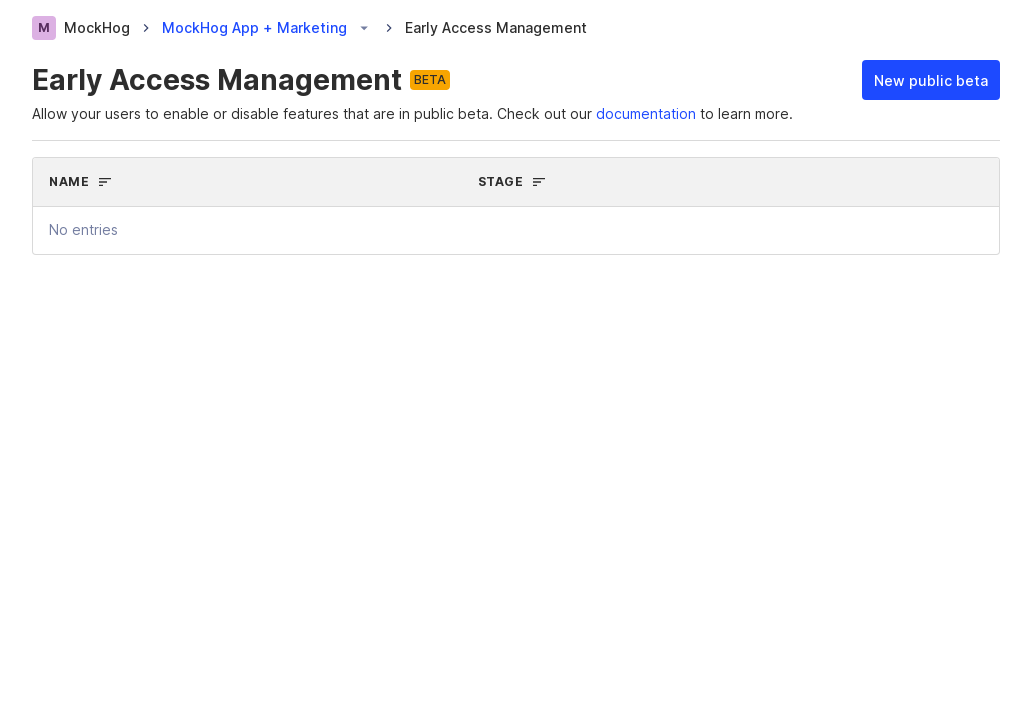 M MockHog MockHog App + Marketing Early Access Management
Early Access Management BETA
New public beta
Allow your users to enable or disable features that are in public beta. Check out our documentation to learn more.
NAME STAGE
No entries